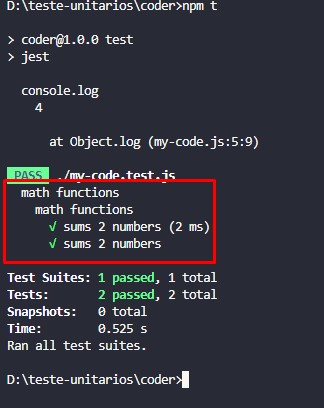 D:\teste-unitarios\coder>npm t
> coder@1.0.0 test
> jest
console.log
4
at Object.log (my-code.js:5:9)
PASS ./my-code.test.js
math functions
math functions
√ sums 2 numbers (2 ms)
√ sums 2 numbers
Test Suites: 1 passed, 1 total
Tests: 2 passed, 2 total
Snapshots: 0 total
Time: 0.525 s
Ran all test suites.
D:\teste-unitarios\coder>